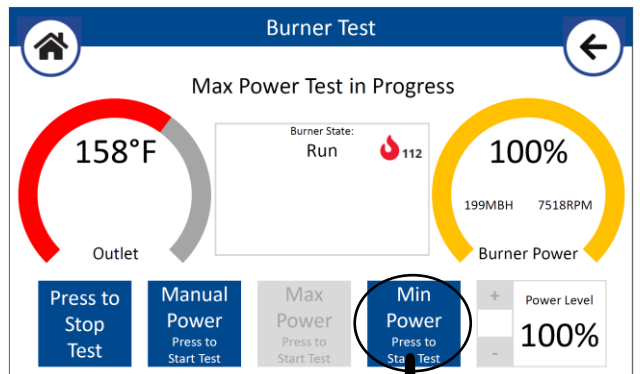 Burner Test
Max Power Test in Progress
158°F
Outlet
Burner State:
Run
112
100%
199MBH 7518RPM
Burner Power
Press to
Stop
Test
Manual
Power
Press to
Start Test
Max
Power
Press to
Start Test
Min
Power
Press to
Start Test
+
-
Power Level
100%